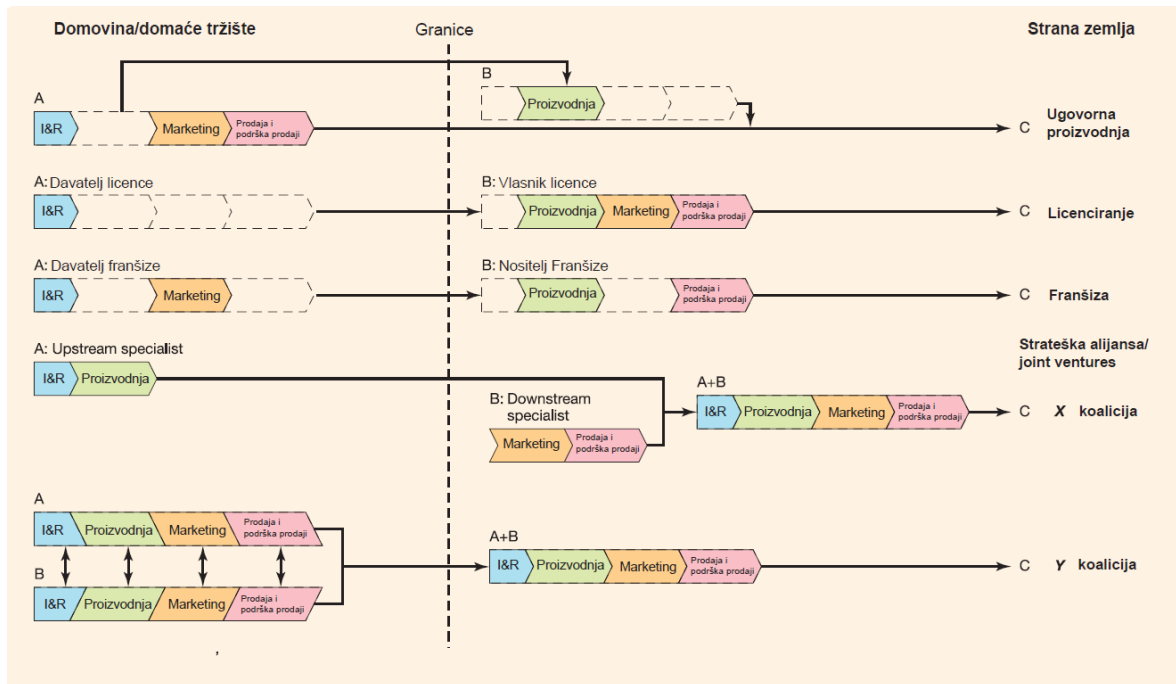 Domovina/domaće tržište
Granice
Strana zemlja
A
I&R
Marketing
Prodaja i
podrška prodaji
B
Proizvodnja
C
Ugovorna
proizvodnja
A: Davatelj licence
I&R
B: Vlasnik licence
Proizvodnja
Marketing
Prodaja i
podrška prodaji
C
Licenciranje
A: Davatelj franšize
I&R
Marketing
B: Nositelj Franšize
Proizvodnja
Prodaja i
podrška prodaji
C
Franšiza
Strateška alijansa/
joint ventures
A: Upstream specialist
I&R
Proizvodnja
B: Downstream
specialist
Marketing
Prodaja i
podrška prodaji
A+B
I&R
Proizvodnja
Marketing
Prodaja i
podrška prodaji
C
X koalicija
A
I&R
Proizvodnja
Marketing
Prodaja i
podrška prodaji
B
I&R
Proizvodnja
Marketing
Prodaja i
podrška prodaji
A+B
I&R
Proizvodnja
Marketing
Prodaja i
podrška prodaji
C
Y koalicija
,